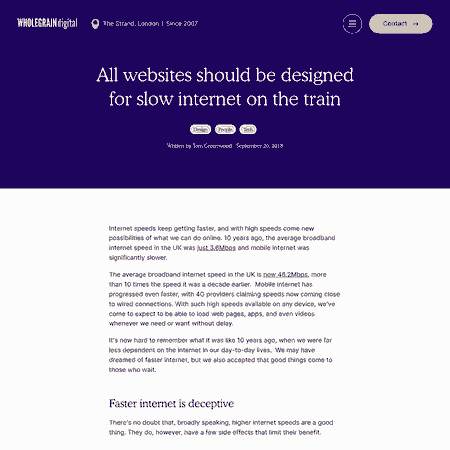 WHOLEGRAIN digital
The Strand, London | Since 2007
Contact →
All websites should be designed
for slow internet on the train
Design People Tech
Written by Tom Greenwood - September 26, 2018
Internet speeds keep getting faster, and with high speeds come new
possibilities of what we can do online. 10 years ago, the average broadband
internet speed in the UK was just 3.6Mbps and mobile internet was
significantly slower.
The average broadband internet speed in the UK is now 46.2Mbps, more
than 10 times the speed it was a decade earlier. Mobile internet has
progressed even faster, with 4G providers claiming speeds now coming close
to wired connections. With such high speeds available on any device, we've
come to expect to be able to load web pages, apps, and even videos
whenever we need or want without delay.
It's now hard to remember what it was like 10 years ago, when we were far
less dependent on the internet in our day-to-day lives. We may have
dreamed of faster internet, but we also accepted that good things come to
those who wait.
Faster internet is deceptive
There's no doubt that, broadly speaking, higher internet speeds are a good
thing. They do, however, have a few side effects that limit their benefit.